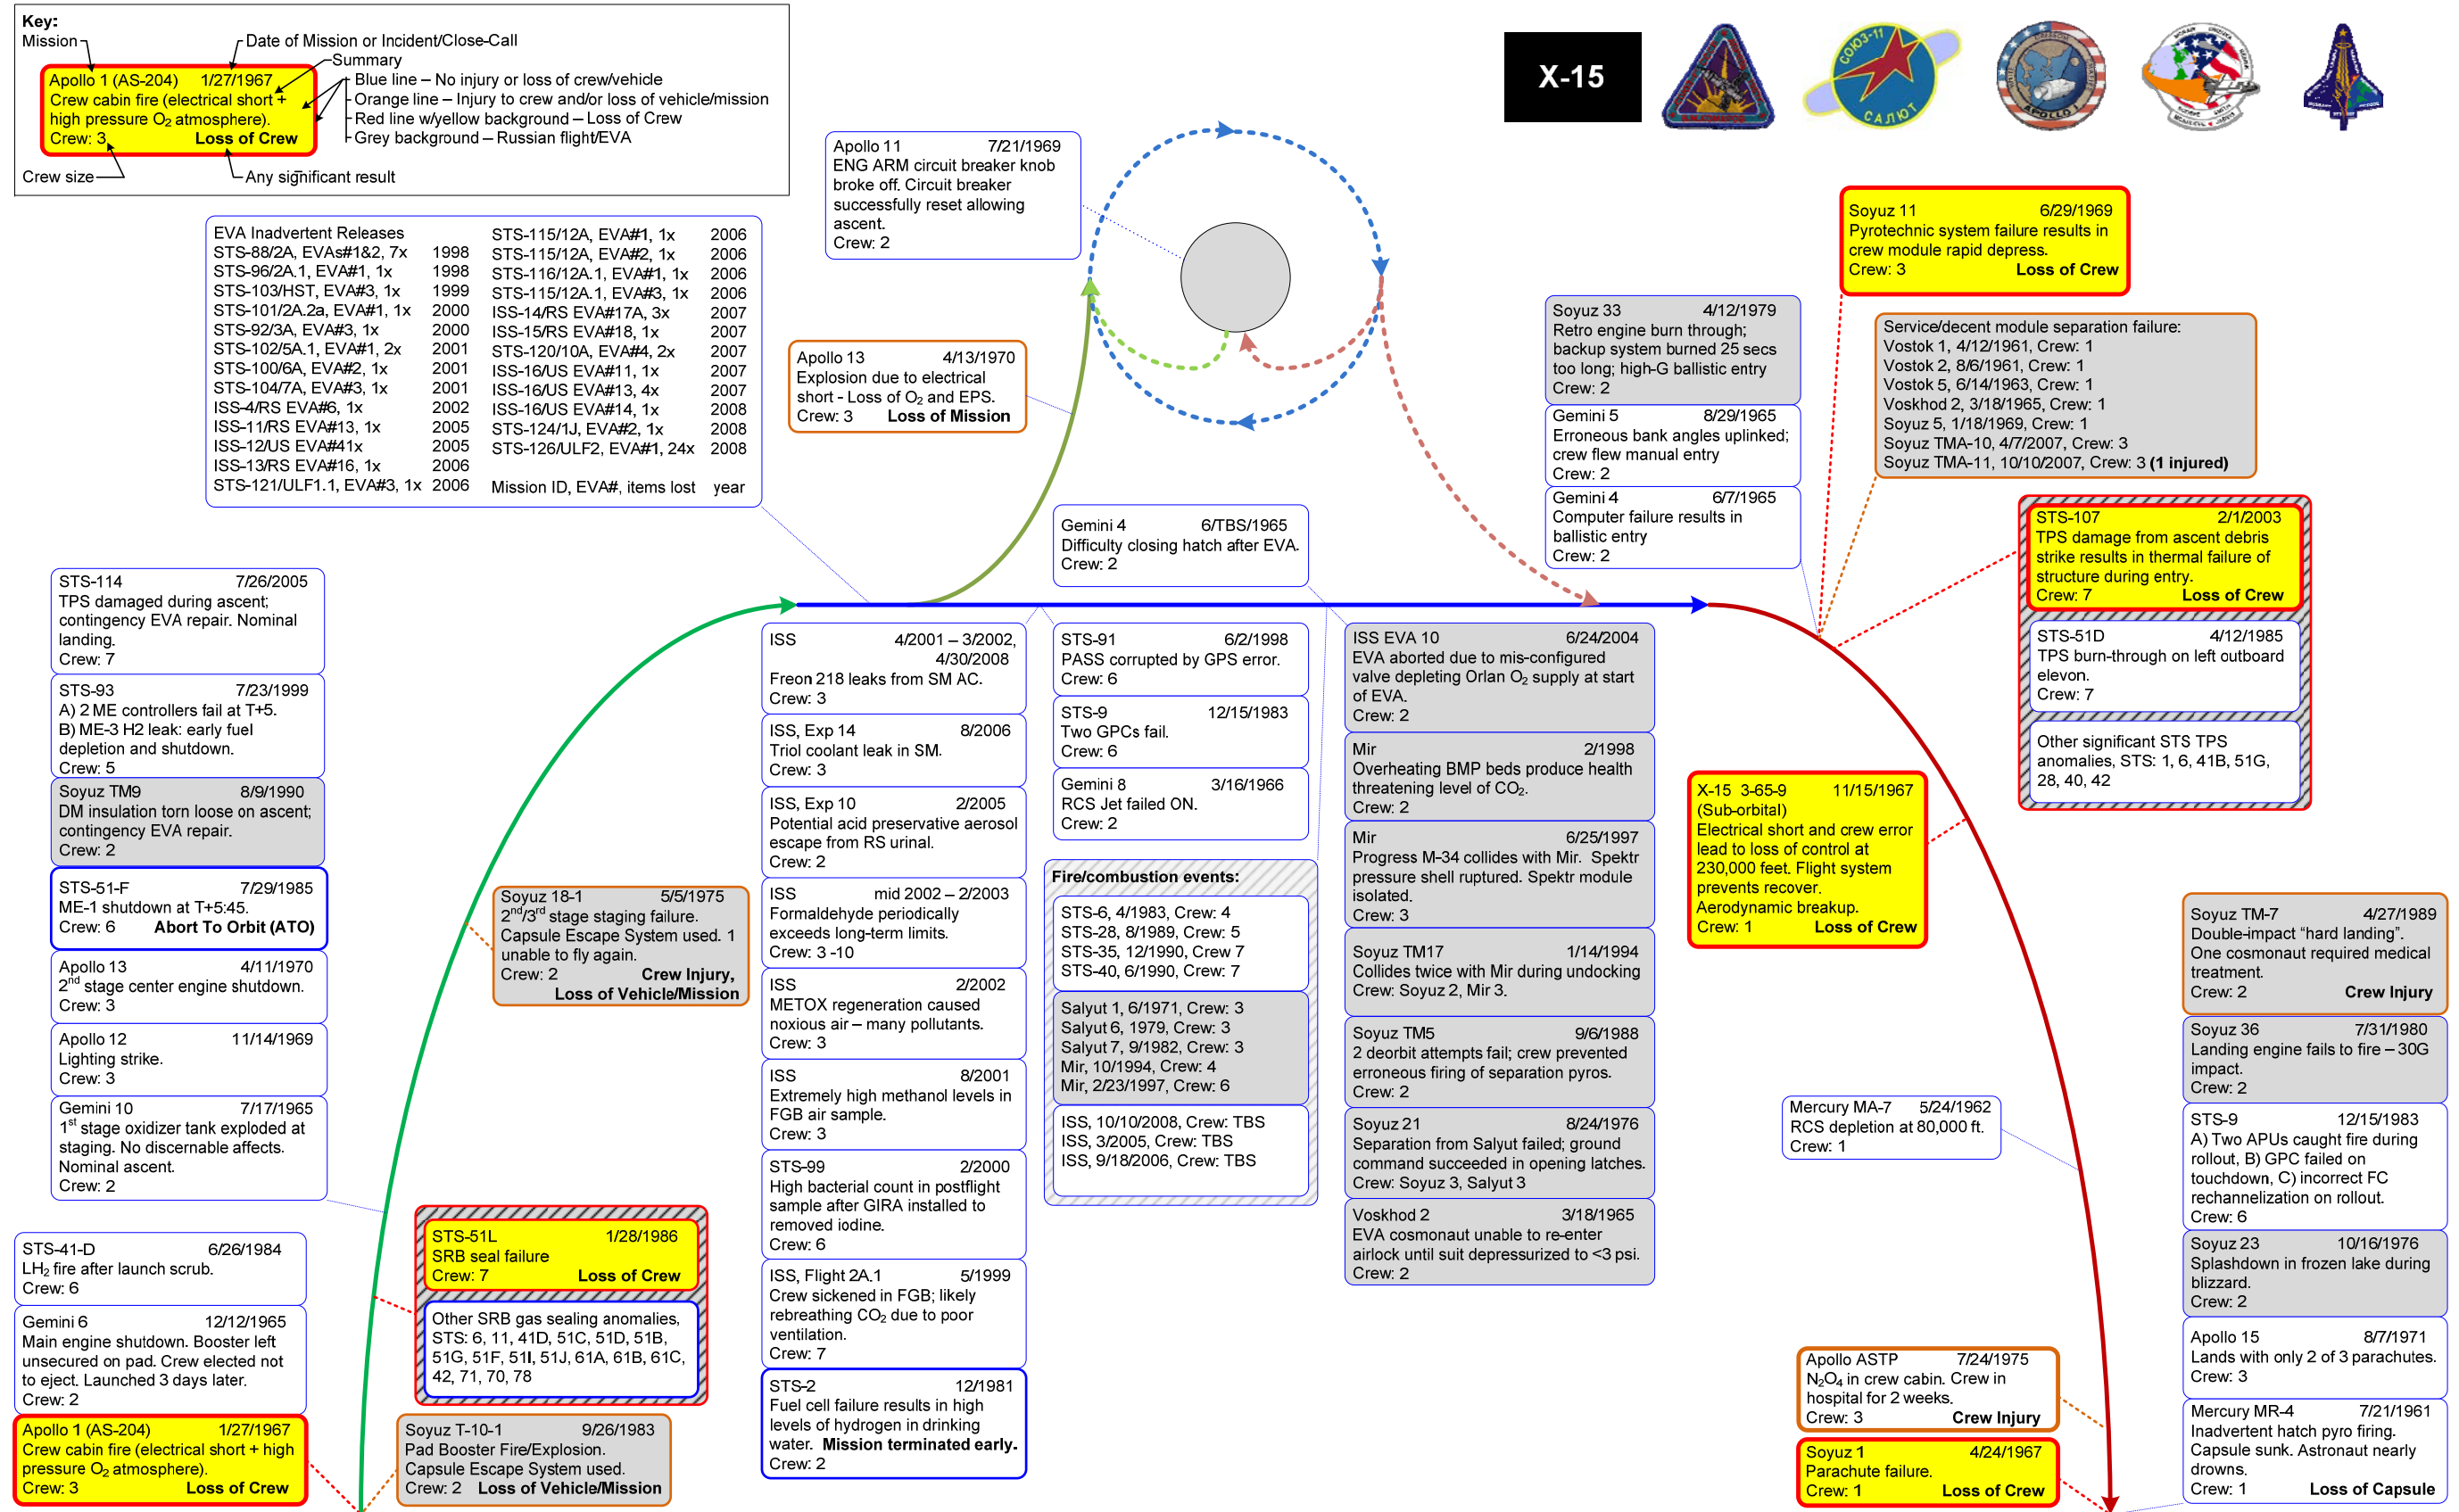 Key:
Mission
Date of Mission or Incident/Close-Call
Summary
Apollo 1 (AS-204) 1/27/1967
Crew cabin fire (electrical short +
high pressure O₂ atmosphere).
Crew: 3 Loss of Crew
Blue line – No injury or loss of crew/vehicle
Orange line – Injury to crew and/or loss of vehicle/mission
Red line w/yellow background – Loss of Crew
Grey background – Russian flight/EVA
Crew size
Any significant result
X-15
СОЮЗ-11
САЛЮТ
APOLLO 1
Apollo 11 7/21/1969
ENG ARM circuit breaker knob
broke off. Circuit breaker
successfully reset allowing
ascent.
Crew: 2
EVA Inadvertent Releases
STS-88/2A, EVAs#1&2, 7x 1998
STS-96/2A.1, EVA#1, 1x 1998
STS-103/HST, EVA#3, 1x 1999
STS-101/2A.2a, EVA#1, 1x 2000
STS-92/3A, EVA#3, 1x 2000
STS-102/5A.1, EVA#1, 2x 2001
STS-100/6A, EVA#2, 1x 2001
STS-104/7A, EVA#3, 1x 2001
ISS-4/RS EVA#6, 1x 2002
ISS-11/RS EVA#13, 1x 2005
ISS-12/US EVA#41x 2005
ISS-13/RS EVA#16, 1x 2006
STS-121/ULF1.1, EVA#3, 1x 2006
STS-115/12A, EVA#1, 1x 2006
STS-115/12A, EVA#2, 1x 2006
STS-116/12A.1, EVA#1, 1x 2006
STS-115/12A.1, EVA#3, 1x 2006
ISS-14/RS EVA#17A, 3x 2007
ISS-15/RS EVA#18, 1x 2007
STS-120/10A, EVA#4, 2x 2007
ISS-16/US EVA#11, 1x 2007
ISS-16/US EVA#13, 4x 2007
ISS-16/US EVA#14, 1x 2008
STS-124/1J, EVA#2, 1x 2008
STS-126/ULF2, EVA#1, 24x 2008
Mission ID, EVA#, items lost year
Apollo 13 4/13/1970
Explosion due to electrical
short - Loss of O₂ and EPS.
Crew: 3 Loss of Mission
Soyuz 11 6/29/1969
Pyrotechnic system failure results in
crew module rapid depress.
Crew: 3 Loss of Crew
Soyuz 33 4/12/1979
Retro engine burn through;
backup system burned 25 secs
too long; high-G ballistic entry
Crew: 2
Gemini 5 8/29/1965
Erroneous bank angles uplinked;
crew flew manual entry
Crew: 2
Gemini 4 6/7/1965
Computer failure results in
ballistic entry
Crew: 2
Service/decent module separation failure:
Vostok 1, 4/12/1961, Crew: 1
Vostok 2, 8/6/1961, Crew: 1
Vostok 5, 6/14/1963, Crew: 1
Voskhod 2, 3/18/1965, Crew: 1
Soyuz 5, 1/18/1969, Crew: 1
Soyuz TMA-10, 4/7/2007, Crew: 3
Soyuz TMA-11, 10/10/2007, Crew: 3 (1 injured)
STS-107 2/1/2003
TPS damage from ascent debris
strike results in thermal failure of
structure during entry.
Crew: 7 Loss of Crew
STS-51D 4/12/1985
TPS burn-through on left outboard
elevon.
Crew: 7
Other significant STS TPS
anomalies, STS: 1, 6, 41B, 51G,
28, 40, 42
Gemini 4 6/TBS/1965
Difficulty closing hatch after EVA.
Crew: 2
STS-114 7/26/2005
TPS damaged during ascent;
contingency EVA repair. Nominal
landing.
Crew: 7
STS-93 7/23/1999
A) 2 ME controllers fail at T+5.
B) ME-3 H2 leak: early fuel
depletion and shutdown.
Crew: 5
Soyuz TM9 8/9/1990
DM insulation torn loose on ascent;
contingency EVA repair.
Crew: 2
STS-51-F 7/29/1985
ME-1 shutdown at T+5:45.
Crew: 6 Abort To Orbit (ATO)
Apollo 13 4/11/1970
2nd stage center engine shutdown.
Crew: 3
Apollo 12 11/14/1969
Lighting strike.
Crew: 3
Gemini 10 7/17/1965
1st stage oxidizer tank exploded at
staging. No discernable affects.
Nominal ascent.
Crew: 2
STS-41-D 6/26/1984
LH₂ fire after launch scrub.
Crew: 6
Gemini 6 12/12/1965
Main engine shutdown. Booster left
unsecured on pad. Crew elected not
to eject. Launched 3 days later.
Crew: 2
Apollo 1 (AS-204) 1/27/1967
Crew cabin fire (electrical short + high
pressure O₂ atmosphere).
Crew: 3 Loss of Crew
Soyuz 18-1 5/5/1975
2nd/3rd stage staging failure.
Capsule Escape System used. 1
unable to fly again.
Crew: 2 Crew Injury,
Loss of Vehicle/Mission
STS-51L 1/28/1986
SRB seal failure
Crew: 7 Loss of Crew
Other SRB gas sealing anomalies,
STS: 6, 11, 41D, 51C, 51D, 51B,
51G, 51F, 51I, 51J, 61A, 61B, 61C,
42, 71, 70, 78
Soyuz T-10-1 9/26/1983
Pad Booster Fire/Explosion.
Capsule Escape System used.
Crew: 2 Loss of Vehicle/Mission
ISS 4/2001 – 3/2002,
4/30/2008
Freon 218 leaks from SM AC.
Crew: 3
ISS, Exp 14 8/2006
Triol coolant leak in SM.
Crew: 3
ISS, Exp 10 2/2005
Potential acid preservative aerosol
escape from RS urinal.
Crew: 2
ISS mid 2002 – 2/2003
Formaldehyde periodically
exceeds long-term limits.
Crew: 3 -10
ISS 2/2002
METOX regeneration caused
noxious air – many pollutants.
Crew: 3
ISS 8/2001
Extremely high methanol levels in
FGB air sample.
Crew: 3
STS-99 2/2000
High bacterial count in postflight
sample after GIRA installed to
removed iodine.
Crew: 6
ISS, Flight 2A.1 5/1999
Crew sickened in FGB; likely
rebreathing CO₂ due to poor
ventilation.
Crew: 7
STS-2 12/1981
Fuel cell failure results in high
levels of hydrogen in drinking
water. Mission terminated early.
Crew: 2
STS-91 6/2/1998
PASS corrupted by GPS error.
Crew: 6
STS-9 12/15/1983
Two GPCs fail.
Crew: 6
Gemini 8 3/16/1966
RCS Jet failed ON.
Crew: 2
Fire/combustion events:
STS-6, 4/1983, Crew: 4
STS-28, 8/1989, Crew: 5
STS-35, 12/1990, Crew 7
STS-40, 6/1990, Crew: 7
Salyut 1, 6/1971, Crew: 3
Salyut 6, 1979, Crew: 3
Salyut 7, 9/1982, Crew: 3
Mir, 10/1994, Crew: 4
Mir, 2/23/1997, Crew: 6
ISS, 10/10/2008, Crew: TBS
ISS, 3/2005, Crew: TBS
ISS, 9/18/2006, Crew: TBS
ISS EVA 10 6/24/2004
EVA aborted due to mis-configured
valve depleting Orlan O₂ supply at start
of EVA.
Crew: 2
Mir 2/1998
Overheating BMP beds produce health
threatening level of CO₂.
Crew: 2
Mir 6/25/1997
Progress M-34 collides with Mir. Spektr
pressure shell ruptured. Spektr module
isolated.
Crew: 3
Soyuz TM17 1/14/1994
Collides twice with Mir during undocking
Crew: Soyuz 2, Mir 3.
Soyuz TM5 9/6/1988
2 deorbit attempts fail; crew prevented
erroneous firing of separation pyros.
Crew: 2
Soyuz 21 8/24/1976
Separation from Salyut failed; ground
command succeeded in opening latches.
Crew: Soyuz 3, Salyut 3
Voskhod 2 3/18/1965
EVA cosmonaut unable to re-enter
airlock until suit depressurized to <3 psi.
Crew: 2
X-15 3-65-9 11/15/1967
(Sub-orbital)
Electrical short and crew error
lead to loss of control at
230,000 feet. Flight system
prevents recover.
Aerodynamic breakup.
Crew: 1 Loss of Crew
Mercury MA-7 5/24/1962
RCS depletion at 80,000 ft.
Crew: 1
Apollo ASTP 7/24/1975
N₂O₄ in crew cabin. Crew in
hospital for 2 weeks.
Crew: 3 Crew Injury
Soyuz 1 4/24/1967
Parachute failure.
Crew: 1 Loss of Crew
Soyuz TM-7 4/27/1989
Double-impact “hard landing”.
One cosmonaut required medical
treatment.
Crew: 2 Crew Injury
Soyuz 36 7/31/1980
Landing engine fails to fire – 30G
impact.
Crew: 2
STS-9 12/15/1983
A) Two APUs caught fire during
rollout, B) GPC failed on
touchdown, C) incorrect FC
rechannelization on rollout.
Crew: 6
Soyuz 23 10/16/1976
Splashdown in frozen lake during
blizzard.
Crew: 2
Apollo 15 8/7/1971
Lands with only 2 of 3 parachutes.
Crew: 3
Mercury MR-4 7/21/1961
Inadvertent hatch pyro firing.
Capsule sunk. Astronaut nearly
drowns.
Crew: 1 Loss of Capsule